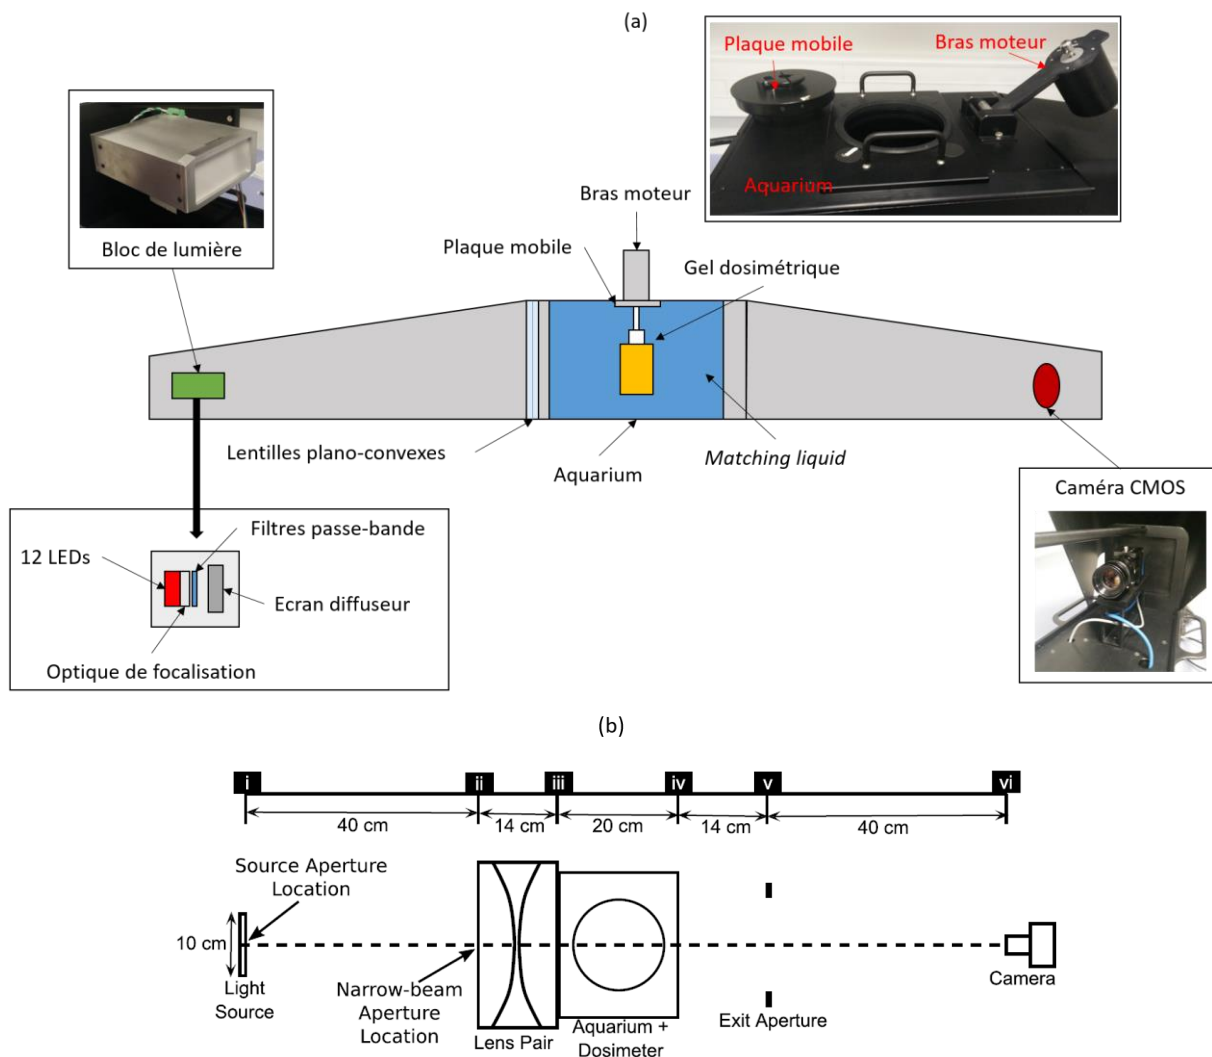 (a)
Plaque mobile
Bras moteur
Aquarium
Bloc de lumière
Bras moteur
Plaque mobile
Gel dosimétrique
Lentilles plano-convexes
Aquarium
Matching liquid
Caméra CMOS
Filtres passe-bande
12 LEDs
Ecran diffuseur
Optique de focalisation
(b)
i
ii
iii
iv
v
vi
40 cm
14 cm
20 cm
14 cm
40 cm
Source Aperture
Location
10 cm
Light
Source
Narrow-beam
Aperture
Location
Lens Pair
Aquarium +
Dosimeter
Exit Aperture
Camera